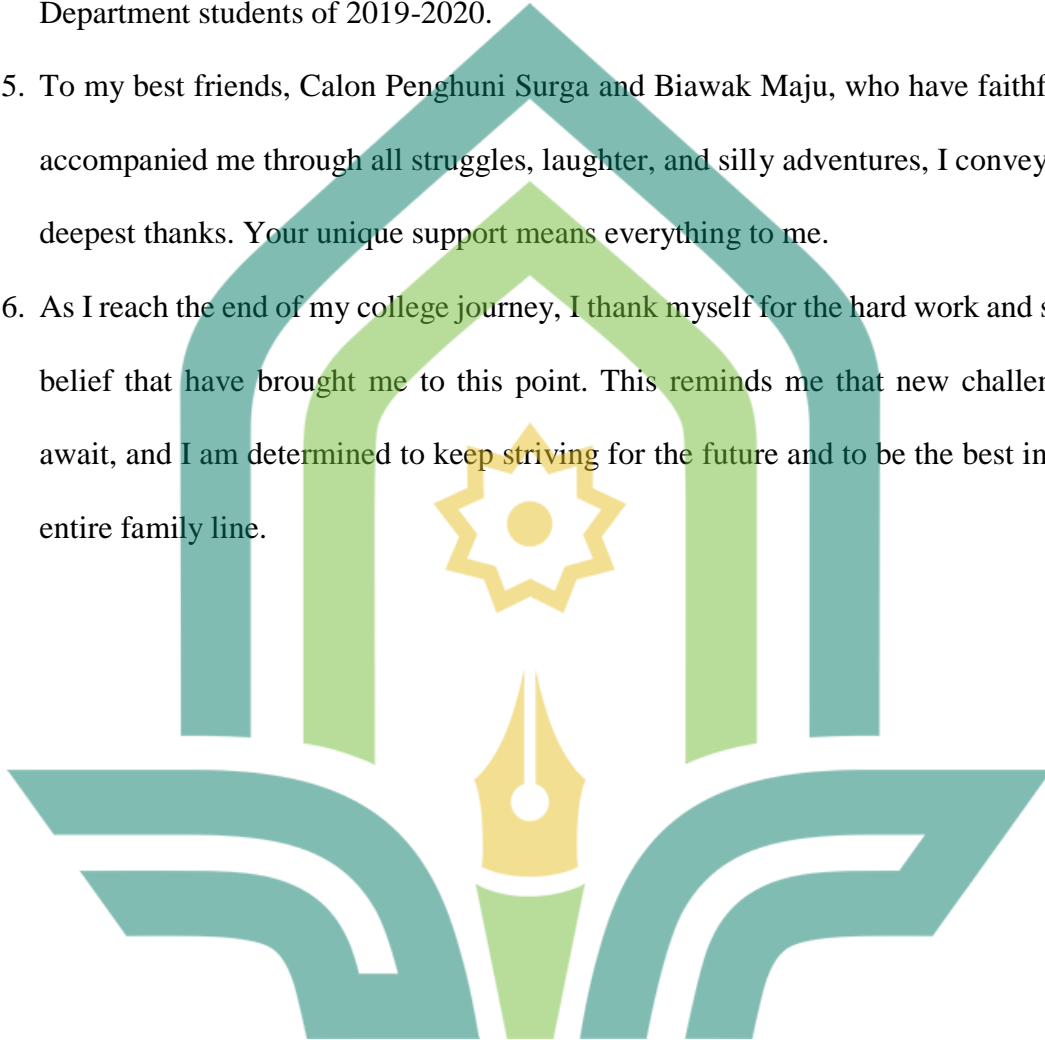 Department students of 2019-2020.
5. To my best friends, Calon Penghuni Surga and Biawak Maju, who have faithf
accompanied me through all struggles, laughter, and silly adventures, I convey
deepest thanks. Your unique support means everything to me.
6. As I reach the end of my college journey, I thank myself for the hard work and s
belief that have brought me to this point. This reminds me that new challen
await, and I am determined to keep striving for the future and to be the best in
entire family line.